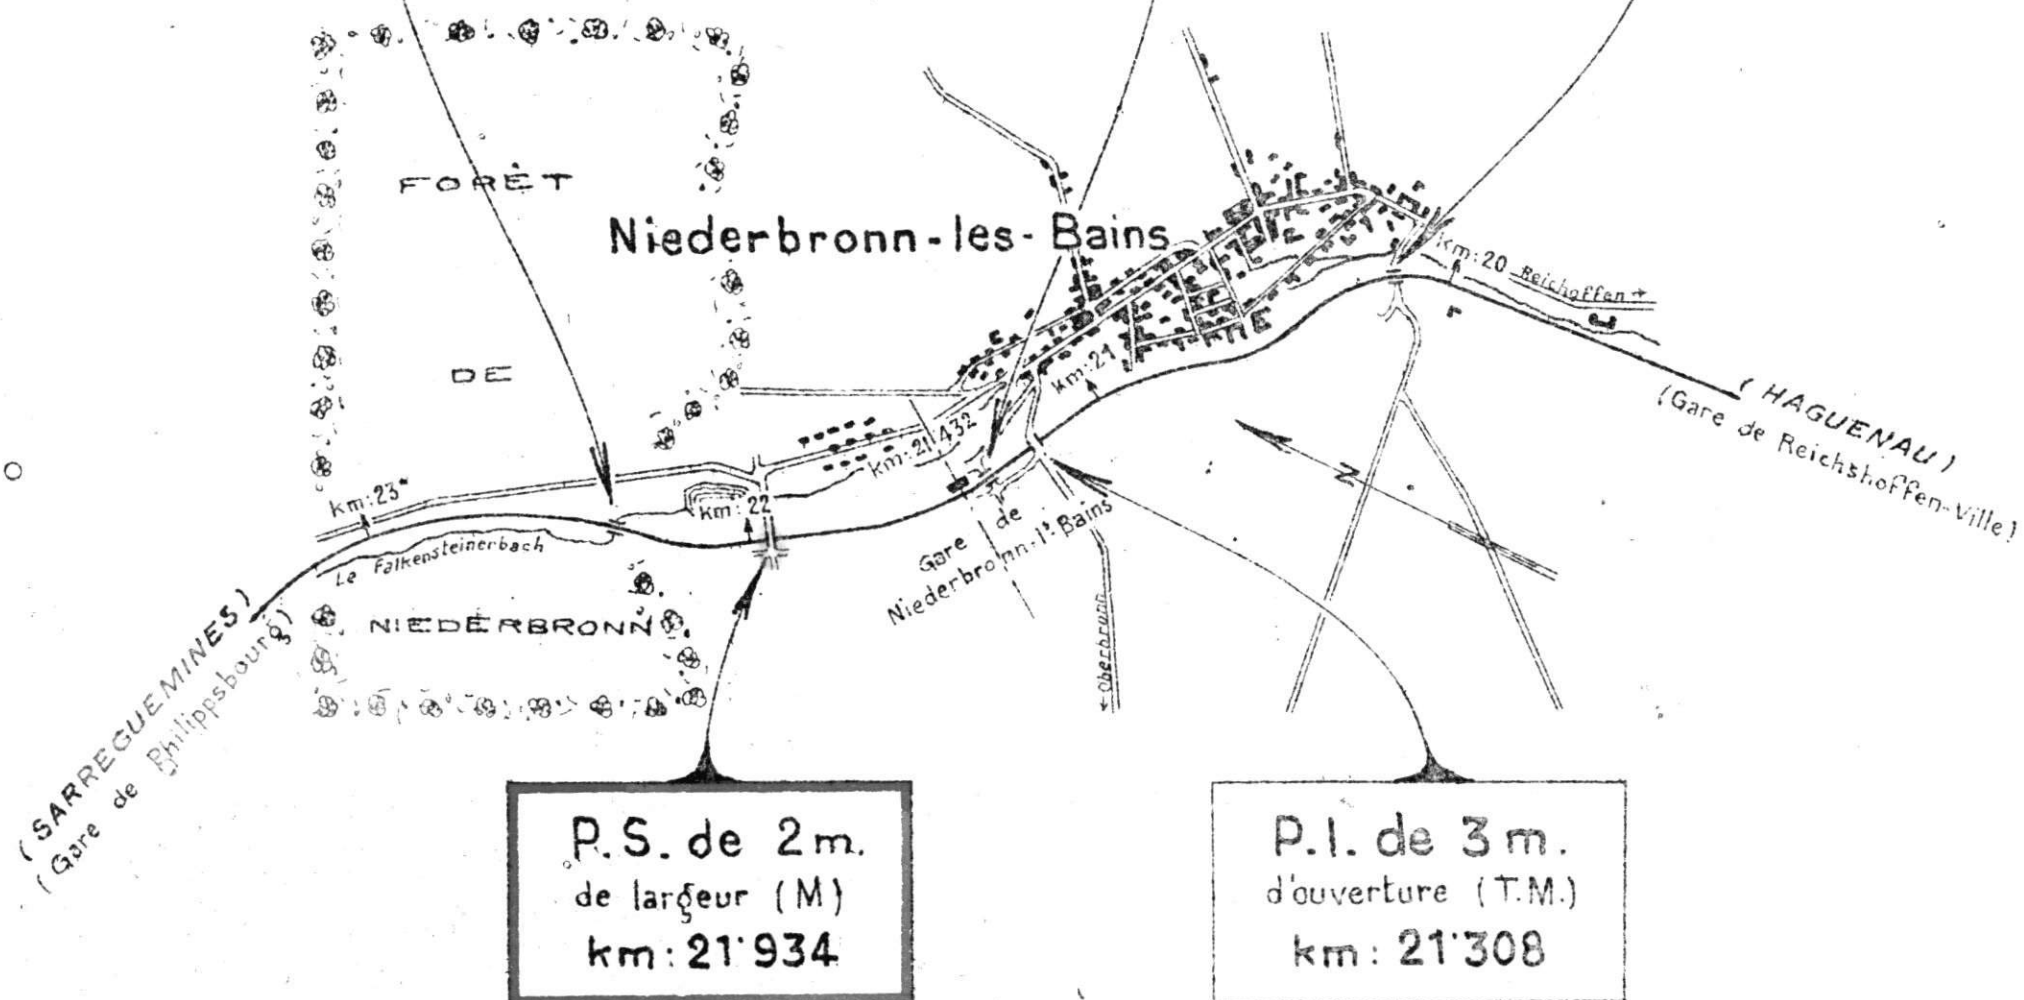 FORÊT
DE
NIEDERBRONN
Niederbronn-les-Bains
km:20
Reichoffen
(HAGUENAU)
(Gare de Reichshoffen-Ville)
km:21
km:21'432
km:22
km:23
Le Falkensteinerbach
Gare
de
Niederbronn-l-Bains
Oberbronn
N
(SARREGUEMINES)
(Gare de Philippsbourg)
P.S. de 2m.
de largeur (M)
km: 21'934
P.I. de 3m.
d'ouverture (T.M.)
km: 21'308